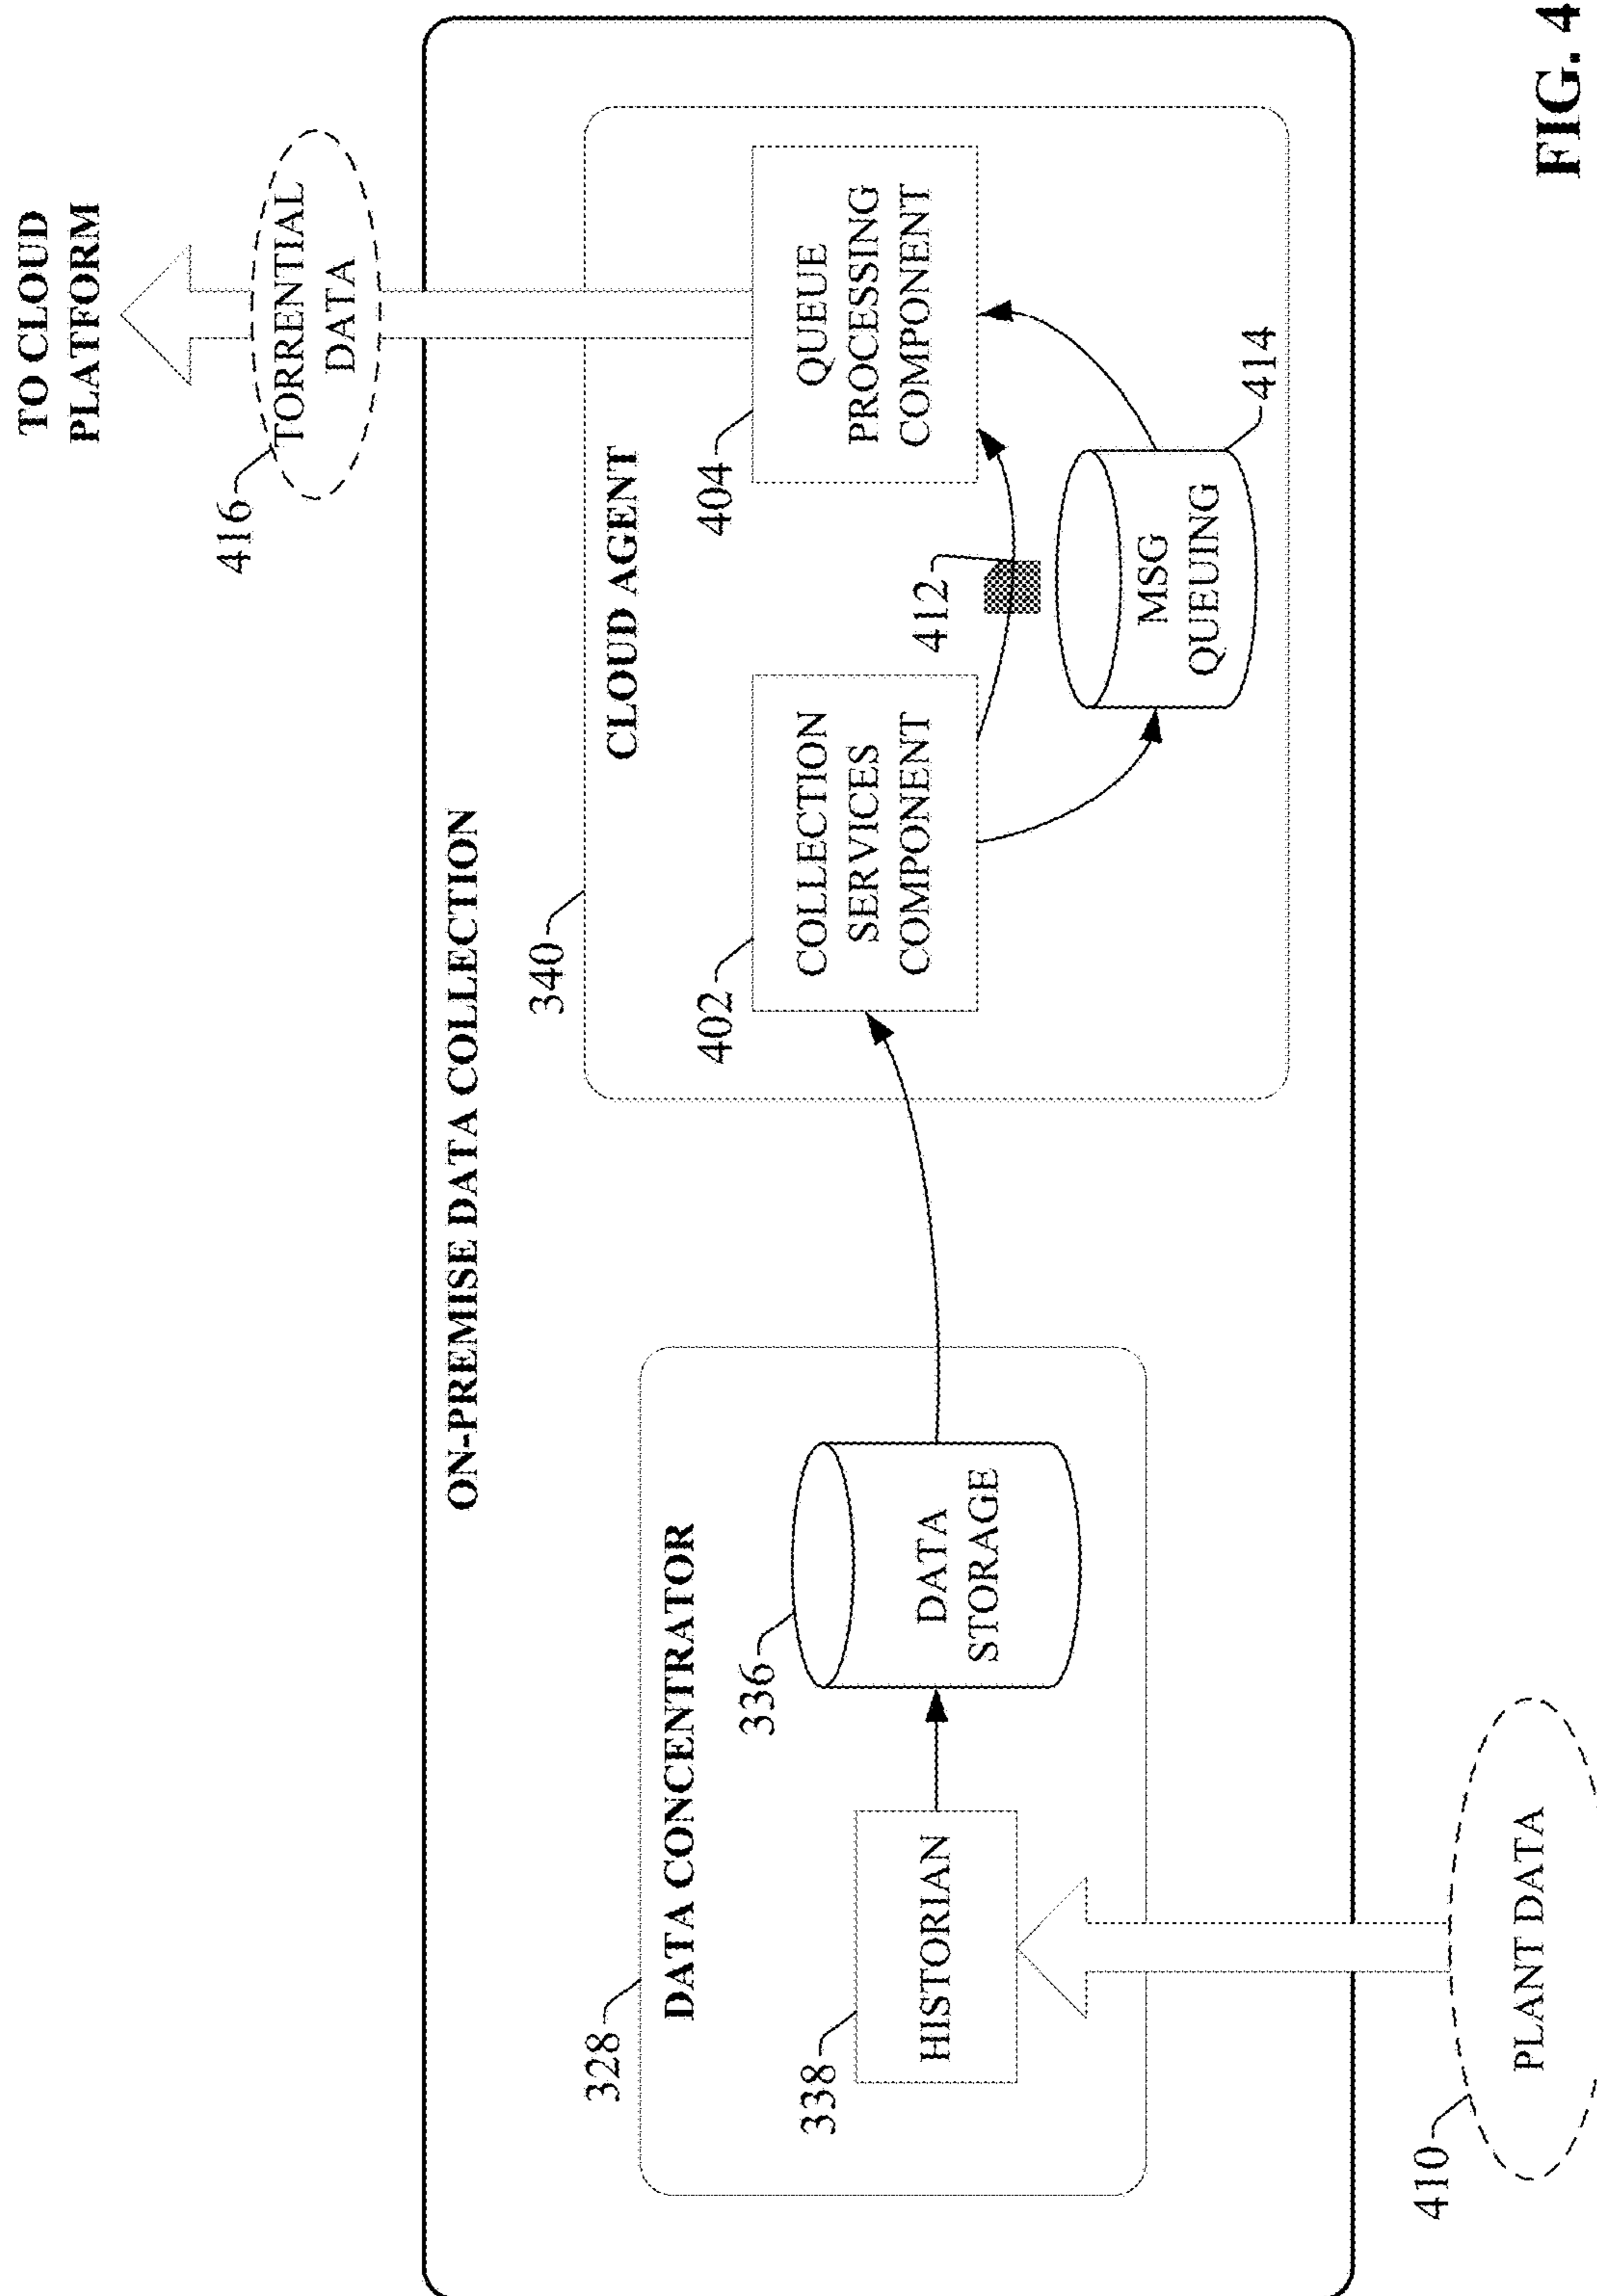 TO CLOUD
PLATFORM
416
TORRENTIAL
DATA
ON-PREMISE DATA COLLECTION
340
CLOUD AGENT
328
DATA CONCENTRATOR
338
HISTORIAN
336
DATA
STORAGE
402
COLLECTION
SERVICES
COMPONENT
404
QUEUE
PROCESSING
COMPONENT
412
MSG
QUEUING
414
410
PLANT DATA
FIG. 4